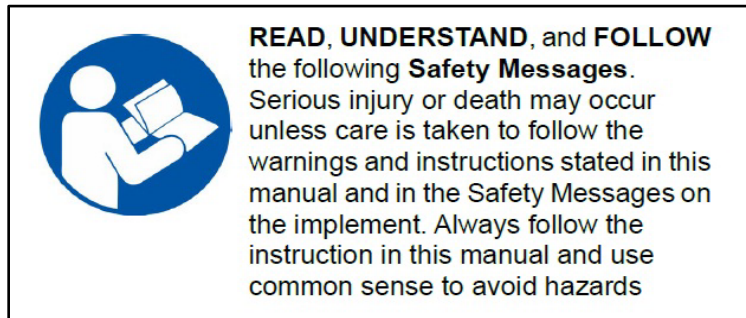 READ, UNDERSTAND, and FOLLOW
the following Safety Messages.
Serious injury or death may occur
unless care is taken to follow the
warnings and instructions stated in this
manual and in the Safety Messages on
the implement. Always follow the
instruction in this manual and use
common sense to avoid hazards